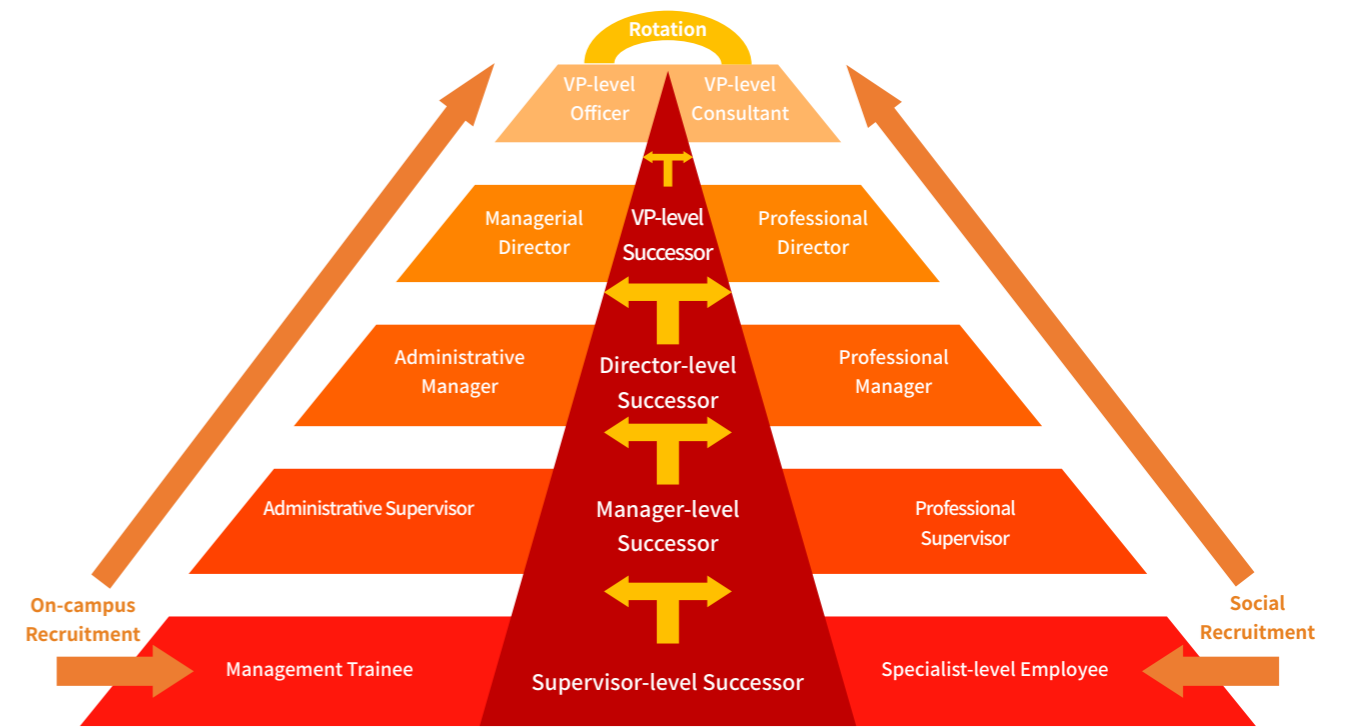 Rotation
VP-level
Officer
VP-level
Consultant
Managerial
Director
VP-level
Successor
Professional
Director
Administrative
Manager
Director-level
Successor
Professional
Manager
Administrative Supervisor
Manager-level
Successor
Professional
Supervisor
On-campus
Recruitment
Social
Recruitment
Management Trainee
Supervisor-level Successor
Specialist-level Employee